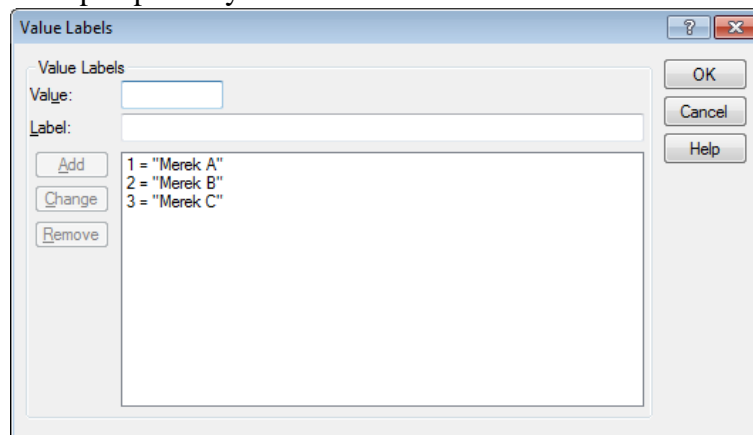 Value Labels
Value Labels
Value:
Label:
Add
Change
Remove
1 = "Merek A"
2 = "Merek B"
3 = "Merek C"
OK
Cancel
Help